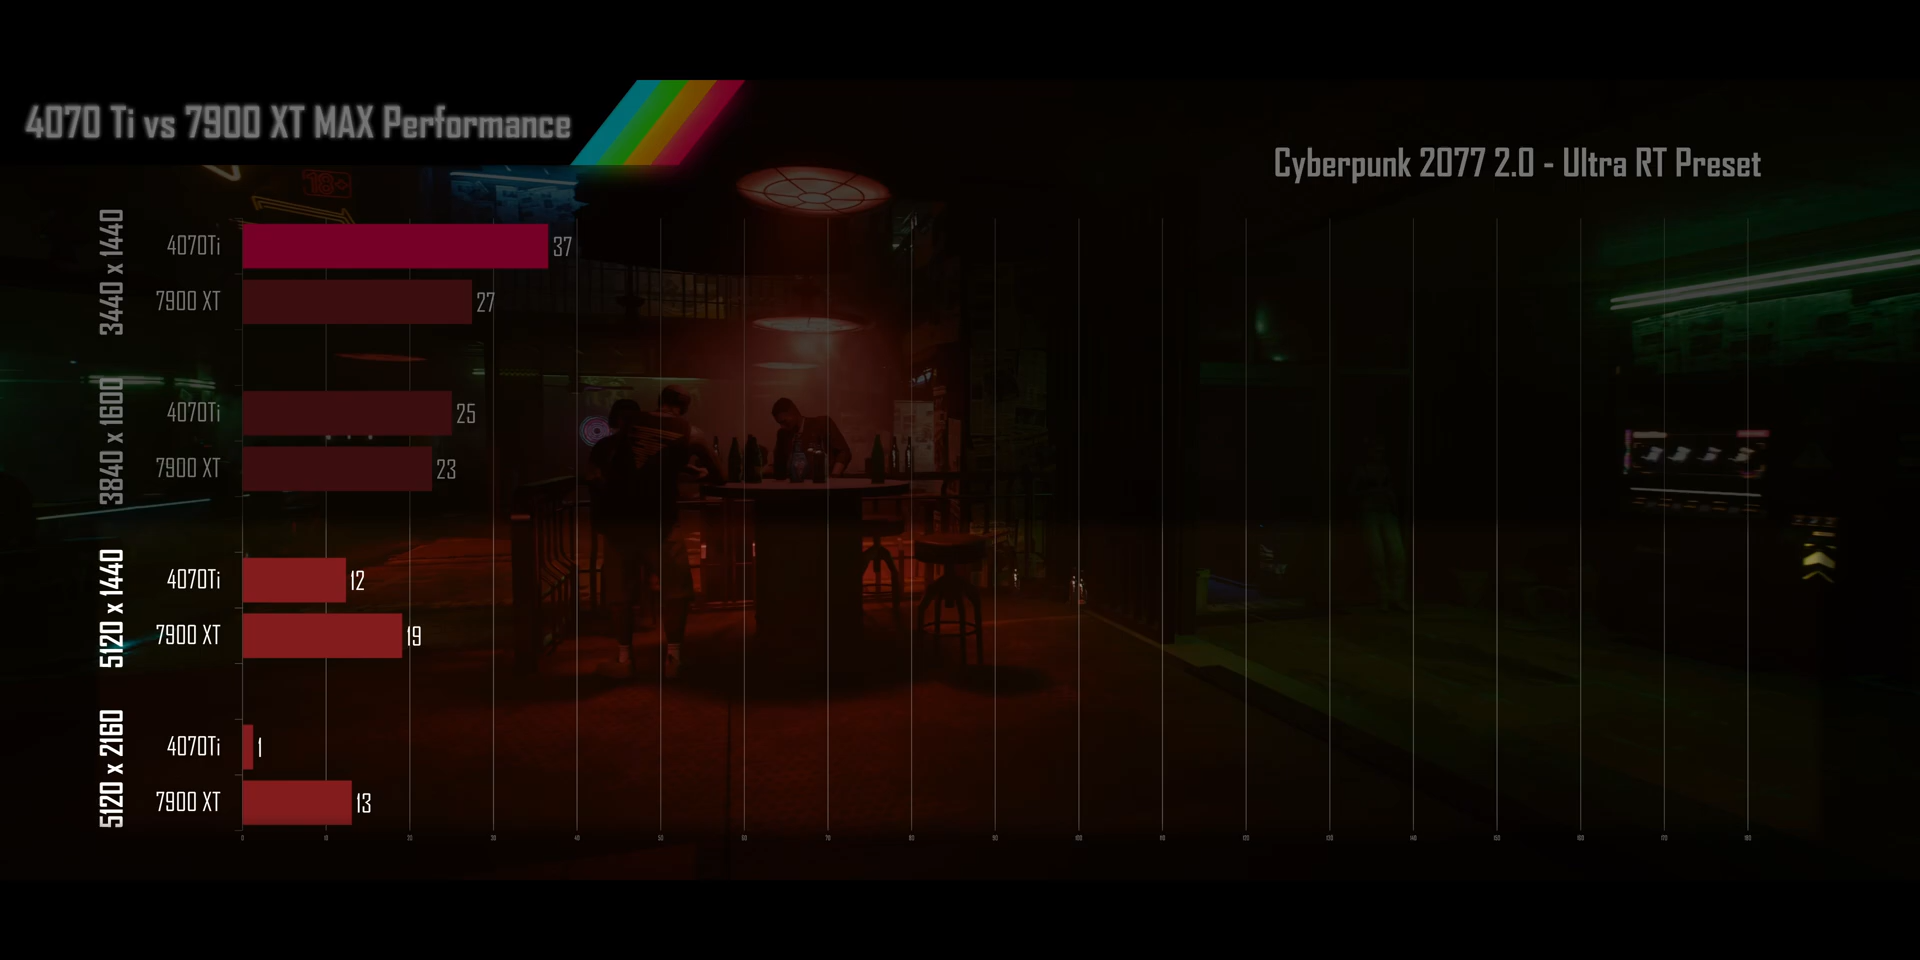 4070 Ti vs 7900 XT MAX Performance
Cyberpunk 2077 2.0 - Ultra RT Preset
18+
3440 x 1440
4070Ti 37
7900 XT 27
3840 x 1600
4070Ti 25
7900 XT 23
5120 x 1440
4070Ti 12
7900 XT 19
5120 x 2160
4070Ti 1
7900 XT 13